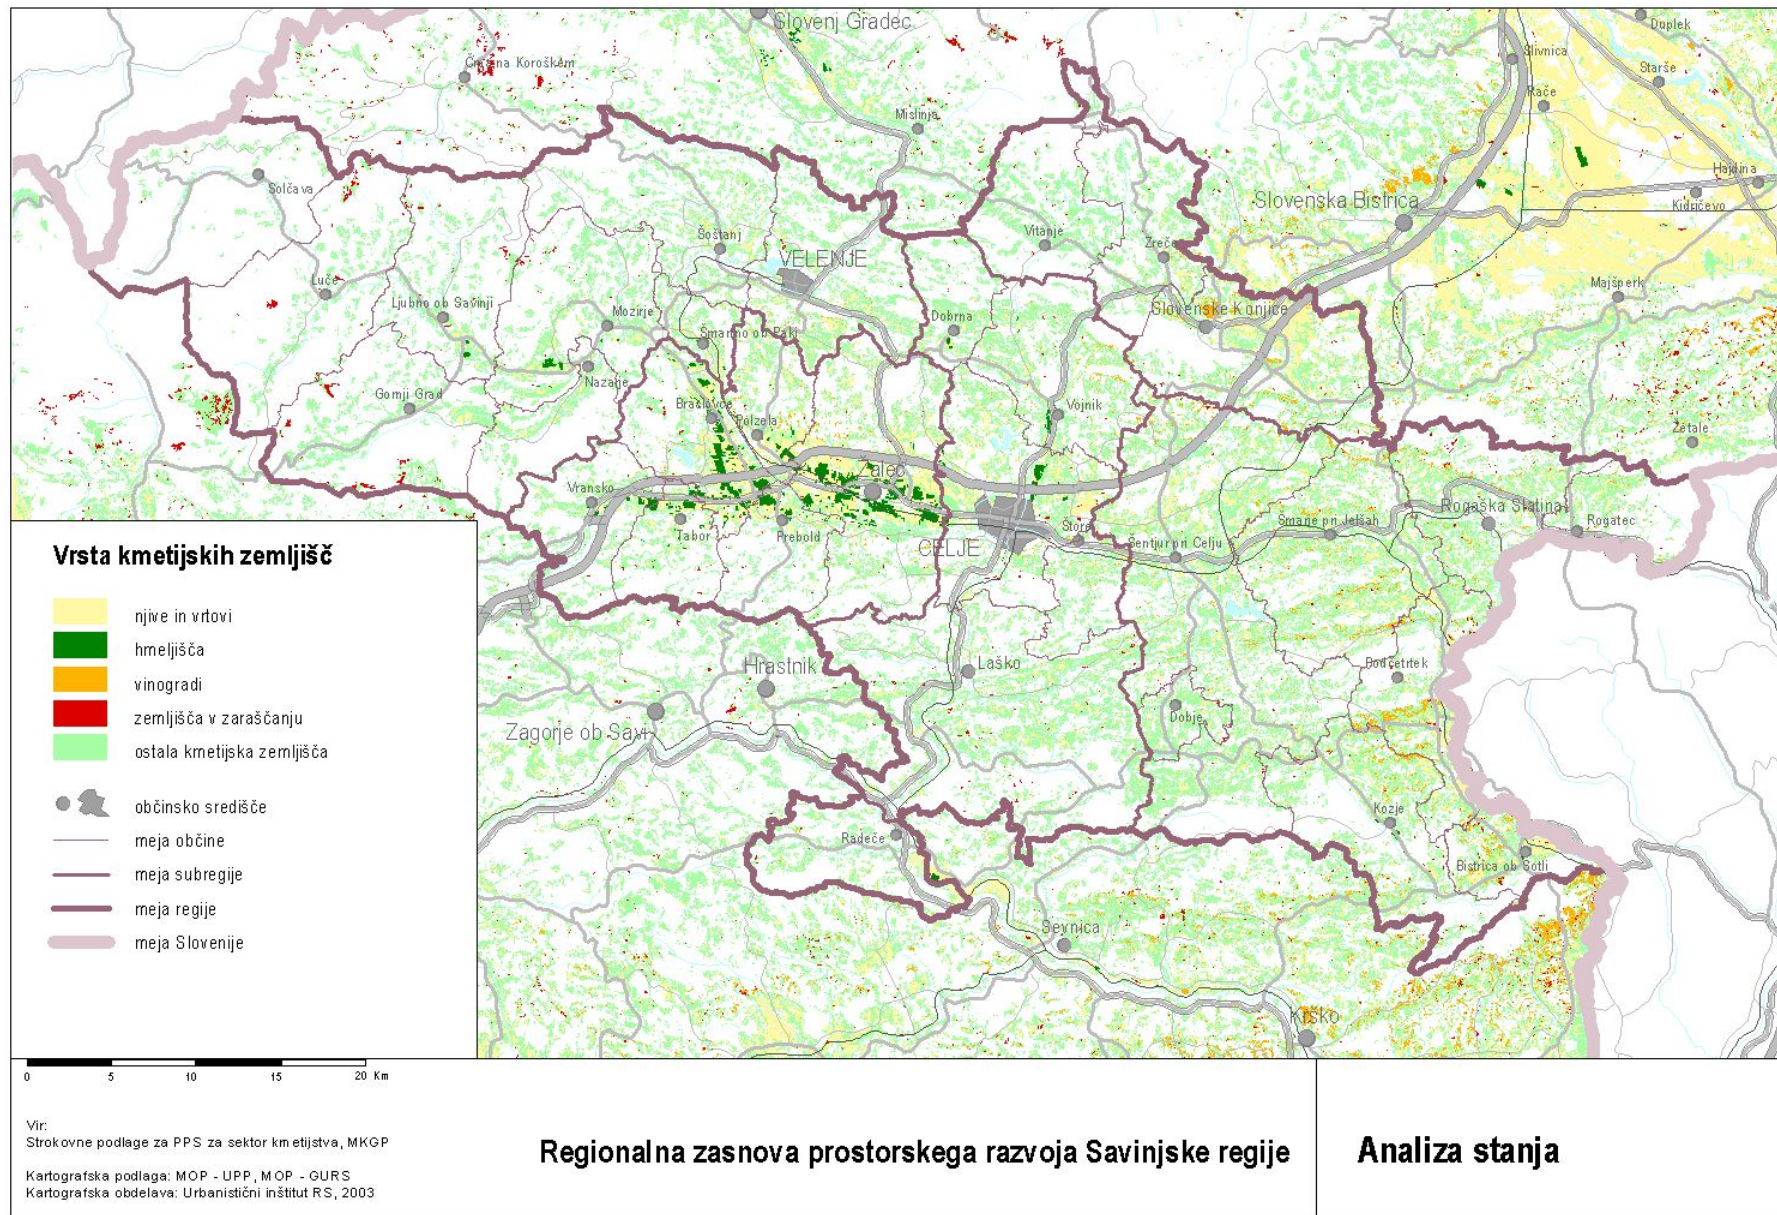 Slovenj Gradec
Duplek
Slivnica
Starše
Črna na Koroškem
Rače
Mislinja
Hajdina
Kidričevo
Solčava
Slovenska Bistrica
Šoštanj
Vitanje
Zreče
VELENJE
Luče
Majšperk
Ljubno ob Savinji
Mozirje
Slovenske Konjice
Dobrna
Šmartno ob Paki
Nazarje
Gornji Grad
Braslovče
Polzela
Vojnik
Žetale
Žalec
Vransko
Rogaška Slatina
Tabor
Prebold
Štore
Šmarje pri Jelšah
Rogatec
CELJE
Šentjur pri Celju
Vrsta kmetijskih zemljišč
njive in vrtovi
hmeljišča
vinogradi
zemljišča v zaraščanju
ostala kmetijska zemljišča
občinsko središče
meja občine
meja subregije
meja regije
meja Slovenije
Hrastnik
Laško
Podčetrtek
Zagorje ob Savi
Dobje
Kozje
Radeče
Bistrica ob Sotli
Sevnica
Krško
0 5 10 15 20 Km
Vir:
Strokovne podlage za PPS za sektor kmetijstva, MKGP
Kartografska podlaga: MOP - UPP, MOP - GURS
Kartografska obdelava: Urbanistični inštitut RS, 2003
Regionalna zasnova prostorskega razvoja Savinjske regije
Analiza stanja